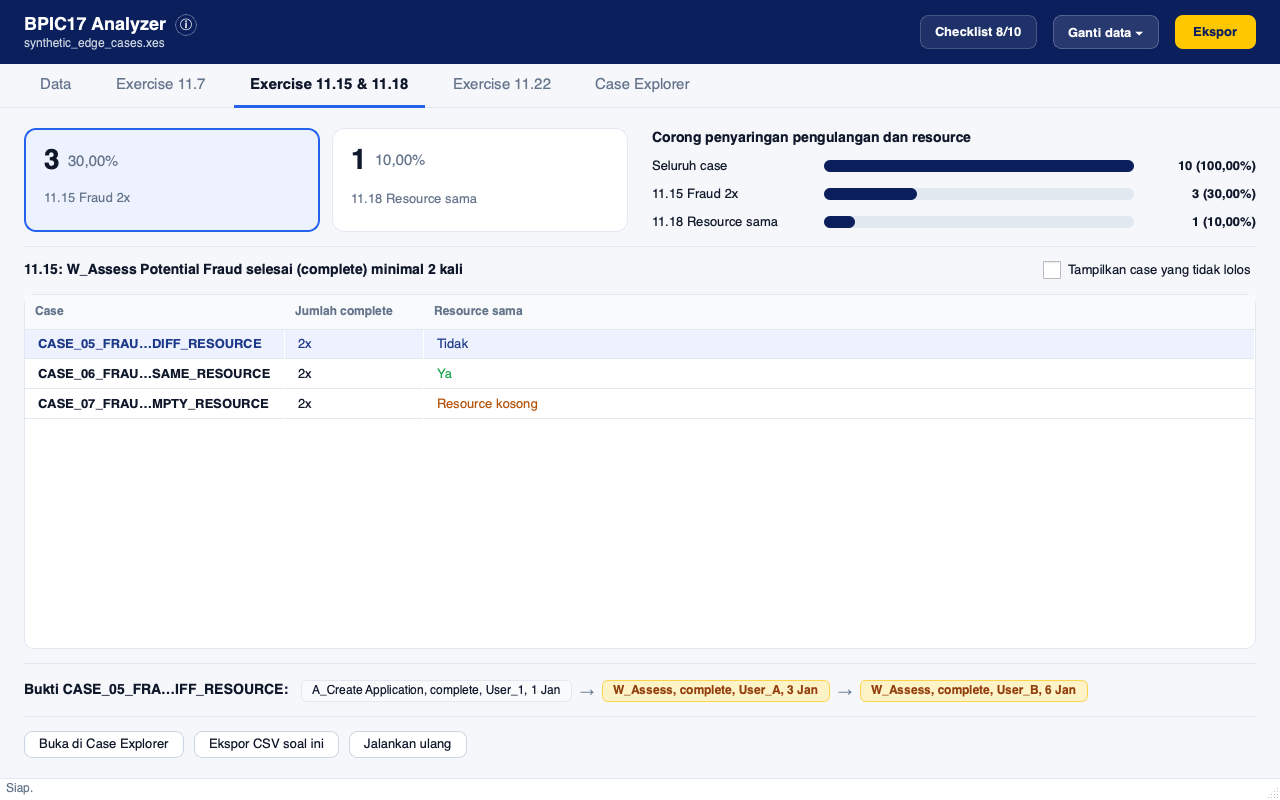 BPIC17 Analyzer ⓘ
synthetic_edge_cases.xes
Checklist 8/10
Ganti data
Ekspor
Data
Exercise 11.7
Exercise 11.15 & 11.18
Exercise 11.22
Case Explorer
3 30,00%
11.15 Fraud 2x
1 10,00%
11.18 Resource sama
Corong penyaringan pengulangan dan resource
Seluruh case 10 (100,00%)
11.15 Fraud 2x 3 (30,00%)
11.18 Resource sama 1 (10,00%)
11.15: W_Assess Potential Fraud selesai (complete) minimal 2 kali
Tampilkan case yang tidak lolos
Case Jumlah complete Resource sama
CASE_05_FRAU...DIFF_RESOURCE 2x Tidak
CASE_06_FRAU...SAME_RESOURCE 2x Ya
CASE_07_FRAU...MPTY_RESOURCE 2x Resource kosong
Bukti CASE_05_FRA...IFF_RESOURCE: A_Create Application, complete, User_1, 1 Jan → W_Assess, complete, User_A, 3 Jan → W_Assess, complete, User_B, 6 Jan
Buka di Case Explorer
Ekspor CSV soal ini
Jalankan ulang
Siap.